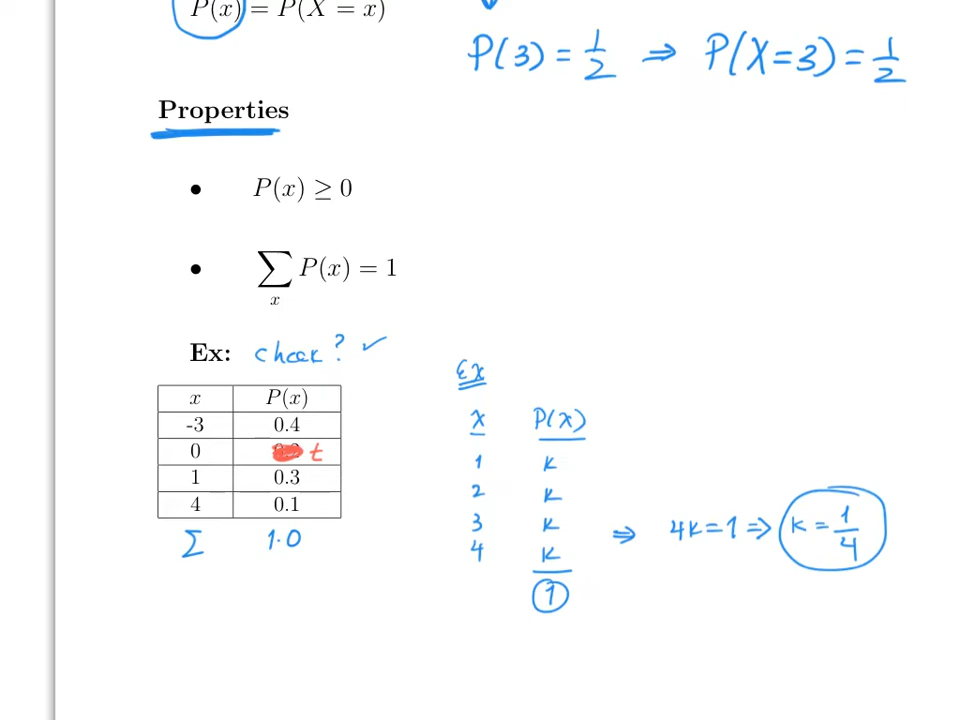 P(x) = P(X = x)
P(3) = 1/2 ⇒ P(X=3) = 1/2
Properties
• P(x) ≥ 0
• ∑ₓ P(x) = 1
Ex: check? ✓
x P(x)
-3 0.4
0 t
1 0.3
4 0.1
∑ 1.0
Ex
x P(x)
1 k
2 k
3 k
4 k
1
⇒ 4k=1 ⇒ k = 1/4